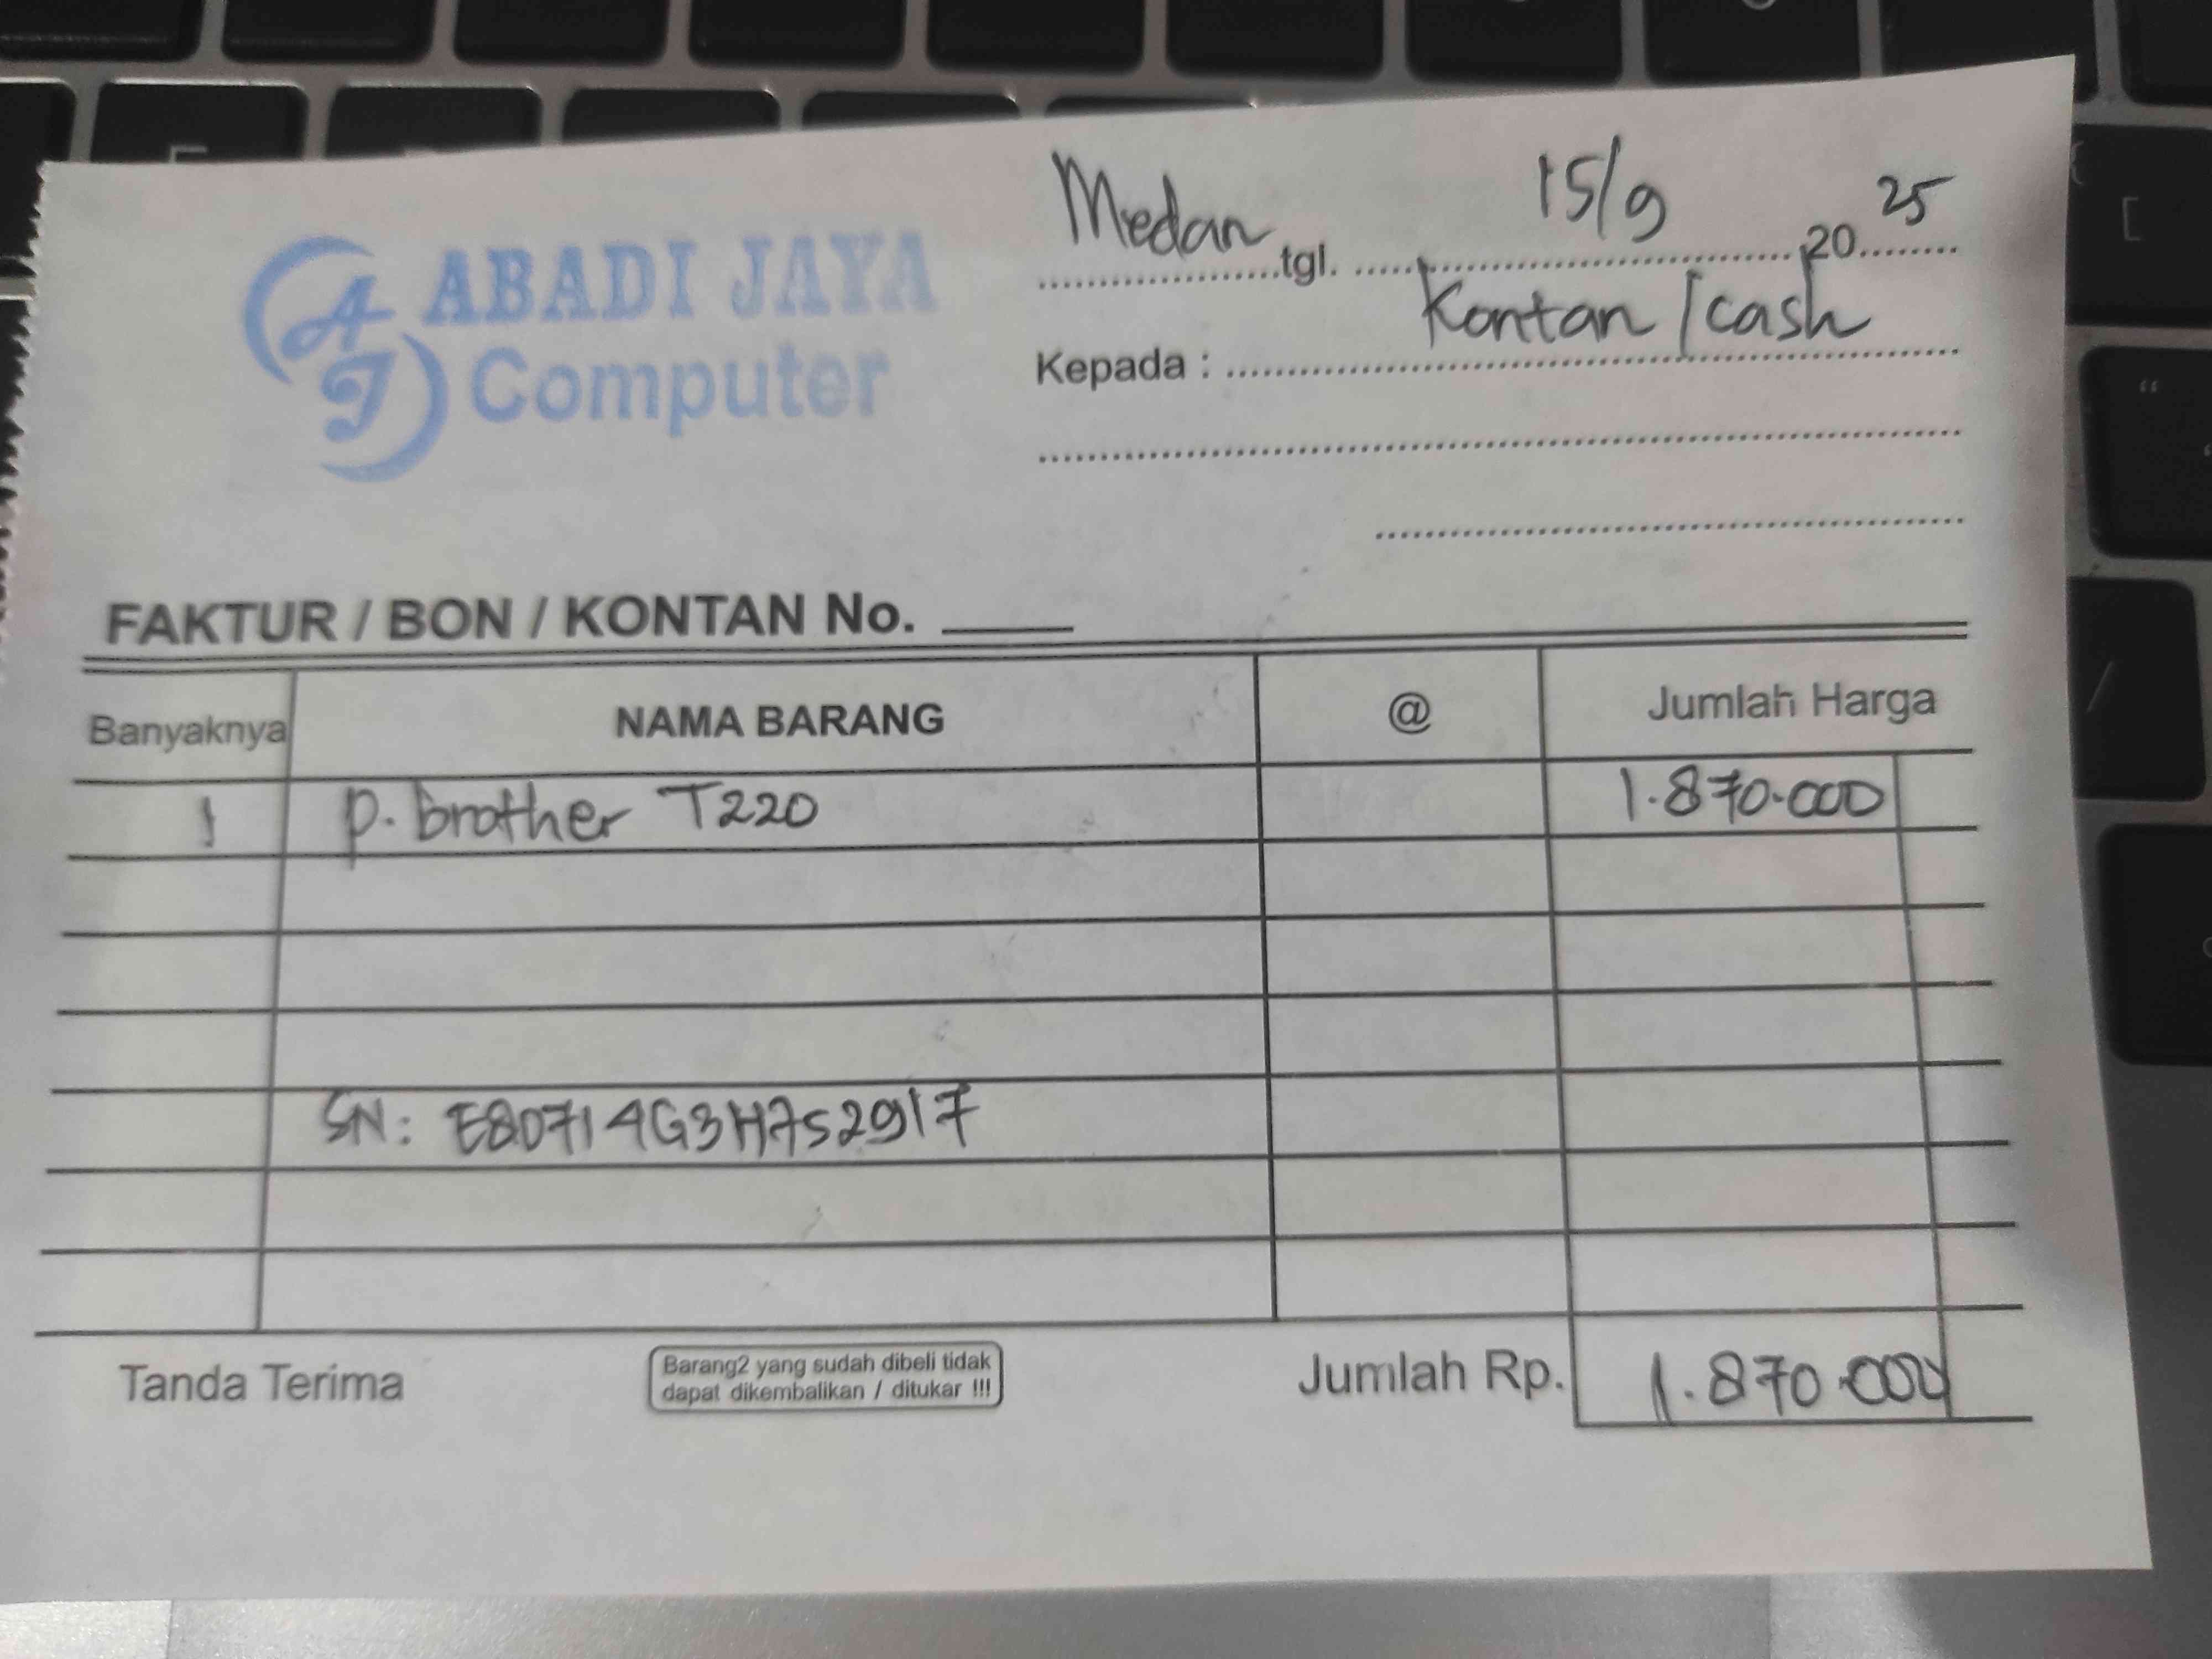 ABADI JAYA
Computer
AJ
Medan tgl. 15/9 2025
Kepada : Kontan / cash
FAKTUR / BON / KONTAN No.
Banyaknya NAMA BARANG @ Jumlah Harga
1 p. brother T220 1.870.000
SN: E80714G3H752917
Tanda Terima
Barang2 yang sudah dibeli tidak
dapat dikembalikan / ditukar !!!
Jumlah Rp. 1.870.000